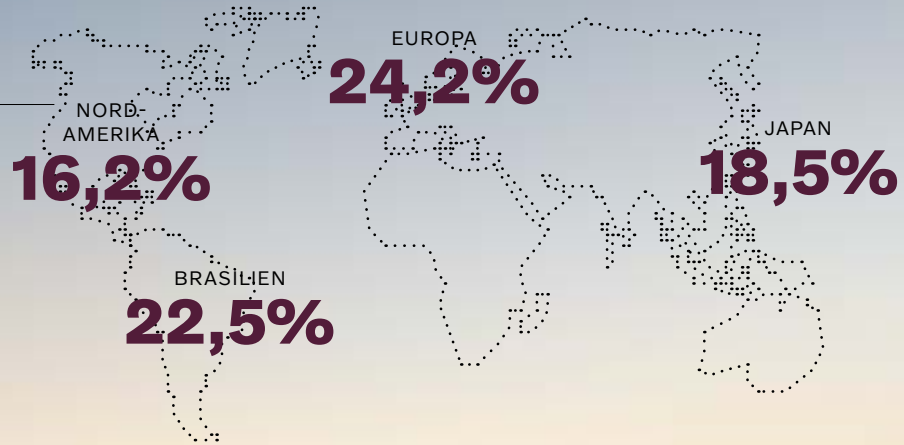 EUROPA
24,2%
NORD-
AMERIKA
16,2%
JAPAN
18,5%
BRASILIEN
22,5%